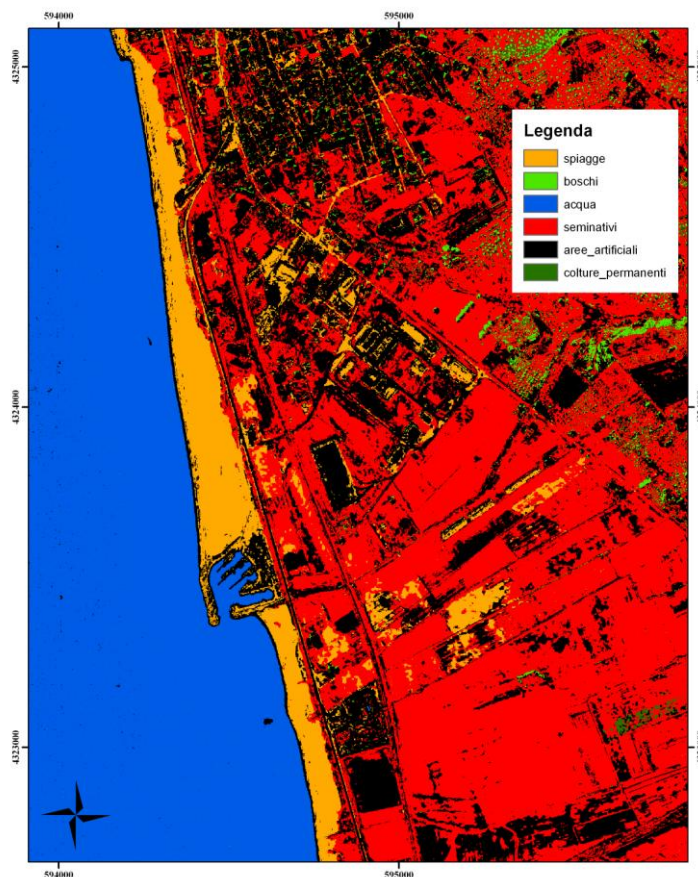 594000 595000
4325000
Legenda
spiagge
boschi
acqua
seminativi
aree_artificiali
colture_permanenti
4324000
4323000
594000 595000